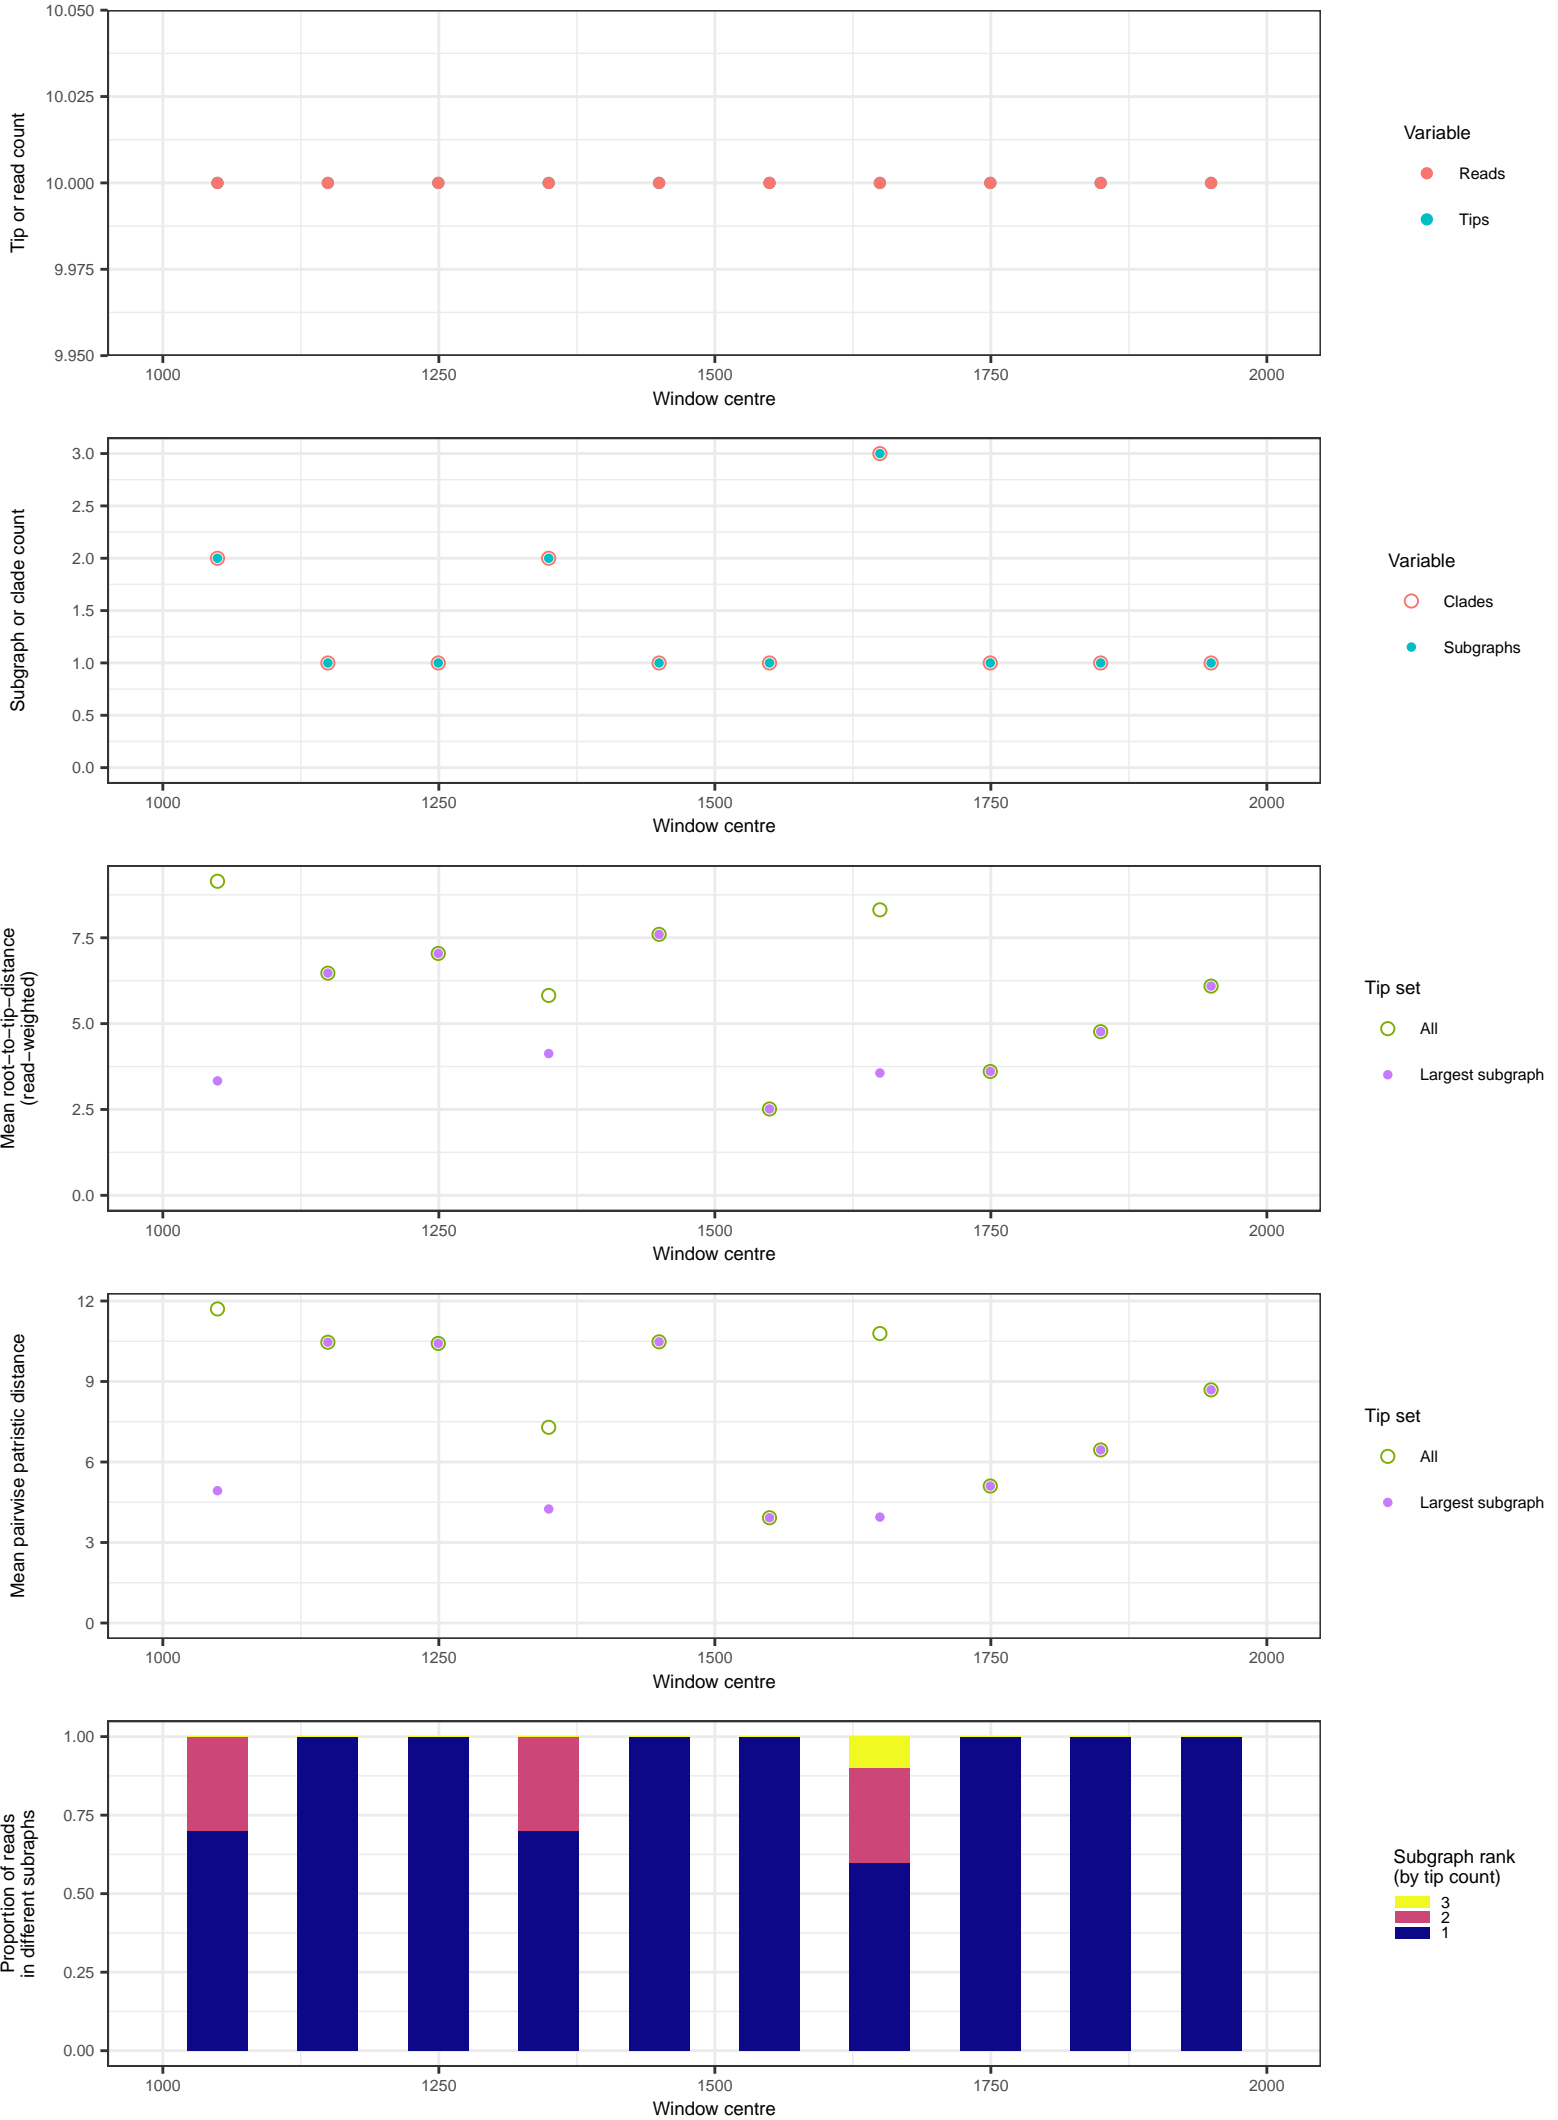 10.050
10.025
10.000
9.975
9.950
Tip or read count
1000 1250 1500 1750 2000
Window centre
Variable
Reads
Tips
3.0
2.5
2.0
1.5
1.0
0.5
0.0
Subgraph or clade count
1000 1250 1500 1750 2000
Window centre
Variable
Clades
Subgraphs
7.5
5.0
2.5
0.0
Mean root−to−tip−distance
(read−weighted)
1000 1250 1500 1750 2000
Window centre
Tip set
All
Largest subgraph
12
9
6
3
0
Mean pairwise patristic distance
1000 1250 1500 1750 2000
Window centre
Tip set
All
Largest subgraph
1.00
0.75
0.50
0.25
0.00
Proportion of reads
in different subraphs
1000 1250 1500 1750 2000
Window centre
Subgraph rank
(by tip count)
3
2
1